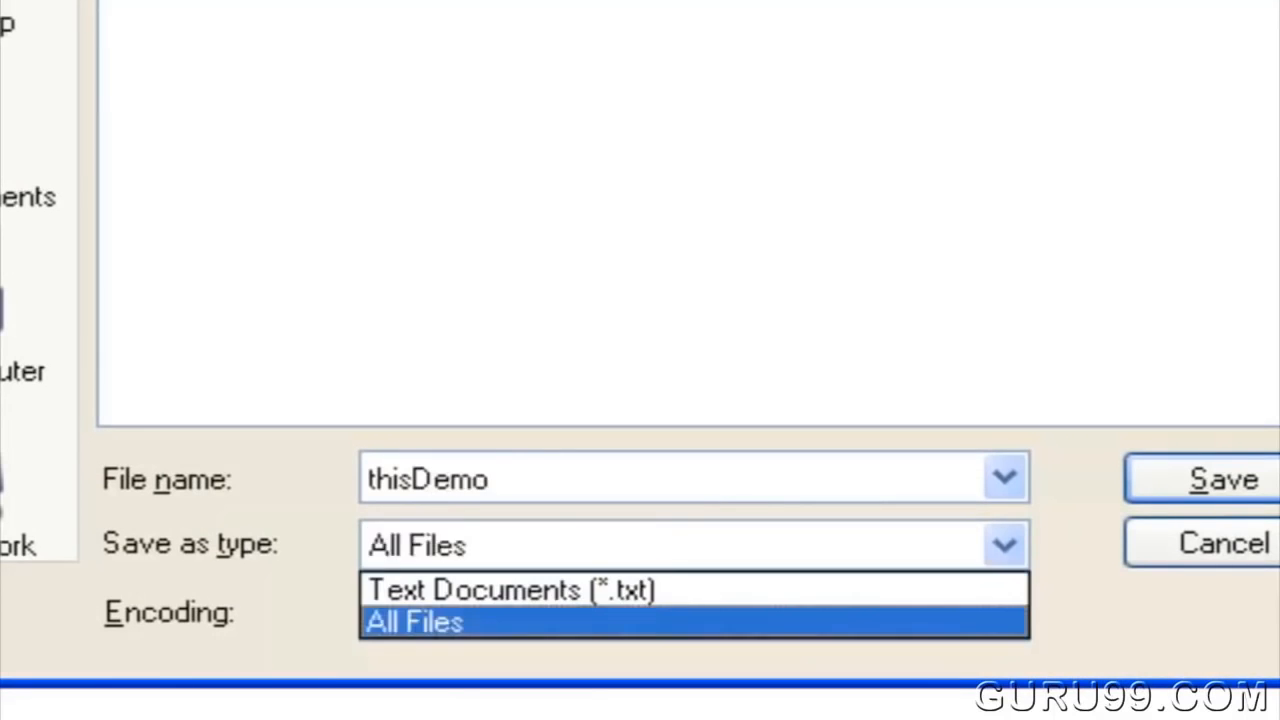 p
ents
uter
ork
File name:
thisDemo
Save
Save as type:
All Files
Cancel
Text Documents (*.txt)
Encoding:
All Files
GURU99.COM